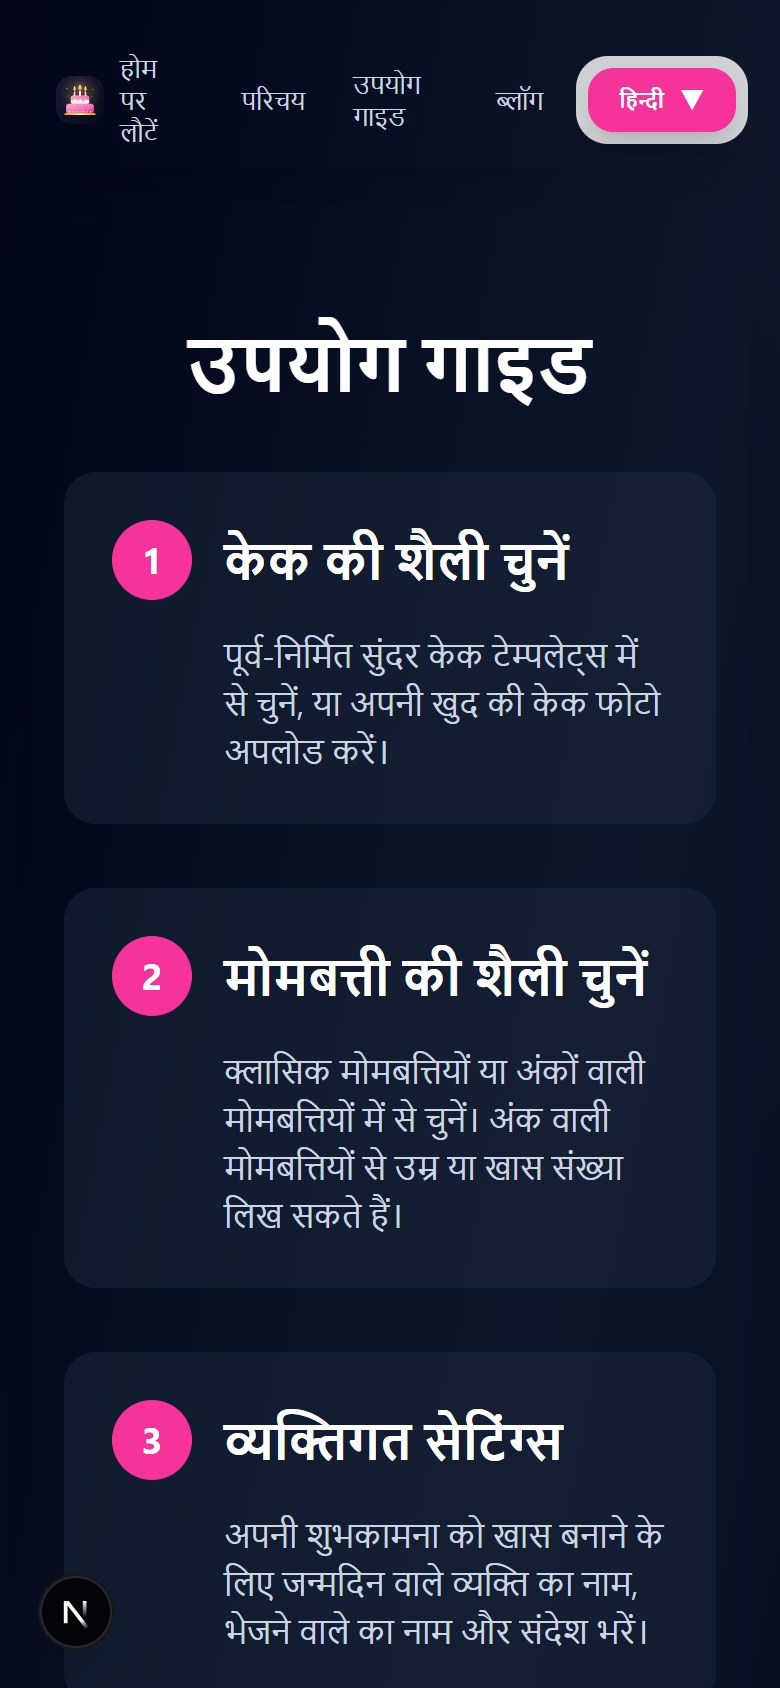 होम
पर
लौटें
परिचय
उपयोग
गाइड
ब्लॉग
हिन्दी ▼
उपयोग गाइड
1
केक की शैली चुनें
पूर्व-निर्मित सुंदर केक टेम्पलेट्स में
से चुनें, या अपनी खुद की केक फोटो
अपलोड करें।
2
मोमबत्ती की शैली चुनें
क्लासिक मोमबत्तियों या अंकों वाली
मोमबत्तियों में से चुनें। अंक वाली
मोमबत्तियों से उम्र या खास संख्या
लिख सकते हैं।
3
व्यक्तिगत सेटिंग्स
अपनी शुभकामना को खास बनाने के
लिए जन्मदिन वाले व्यक्ति का नाम,
भेजने वाले का नाम और संदेश भरें।
N